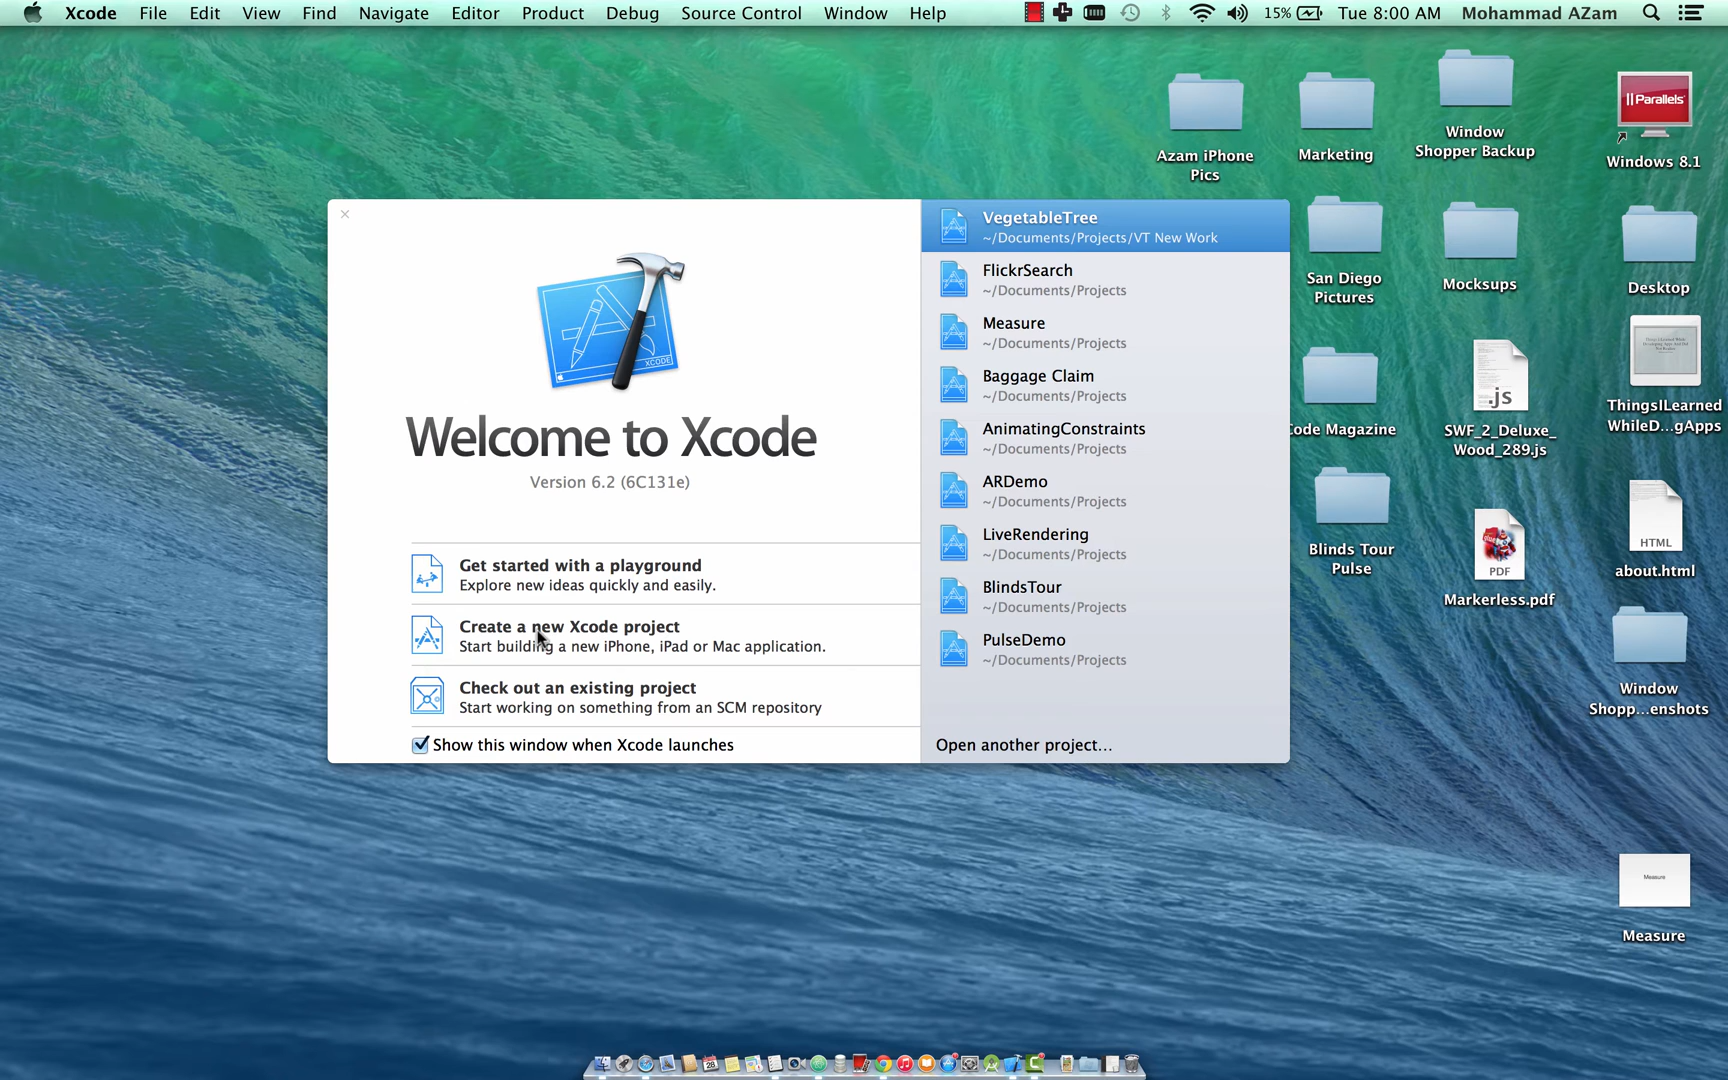 Xcode File Edit View Find Navigate Editor Product Debug Source Control Window Help 15% Tue 8:00 AM Mohammad AZam
Azam iPhone
Pics
Marketing
Window
Shopper Backup
|| Parallels
Windows 8.1
San Diego
Pictures
Mocksups
Desktop
Code Magazine
.js
SWF_2_Deluxe_
Wood_289.js
ThingsILearned
WhileD...gApps
Blinds Tour
Pulse
PDF
Markerless.pdf
HTML
about.html
Window
Shopp...enshots
Measure
Measure
XCODE
Welcome to Xcode
Version 6.2 (6C131e)
Get started with a playground
Explore new ideas quickly and easily.
Create a new Xcode project
Start building a new iPhone, iPad or Mac application.
Check out an existing project
Start working on something from an SCM repository
Show this window when Xcode launches
VegetableTree
~/Documents/Projects/VT New Work
FlickrSearch
~/Documents/Projects
Measure
~/Documents/Projects
Baggage Claim
~/Documents/Projects
AnimatingConstraints
~/Documents/Projects
ARDemo
~/Documents/Projects
LiveRendering
~/Documents/Projects
BlindsTour
~/Documents/Projects
PulseDemo
~/Documents/Projects
Open another project...